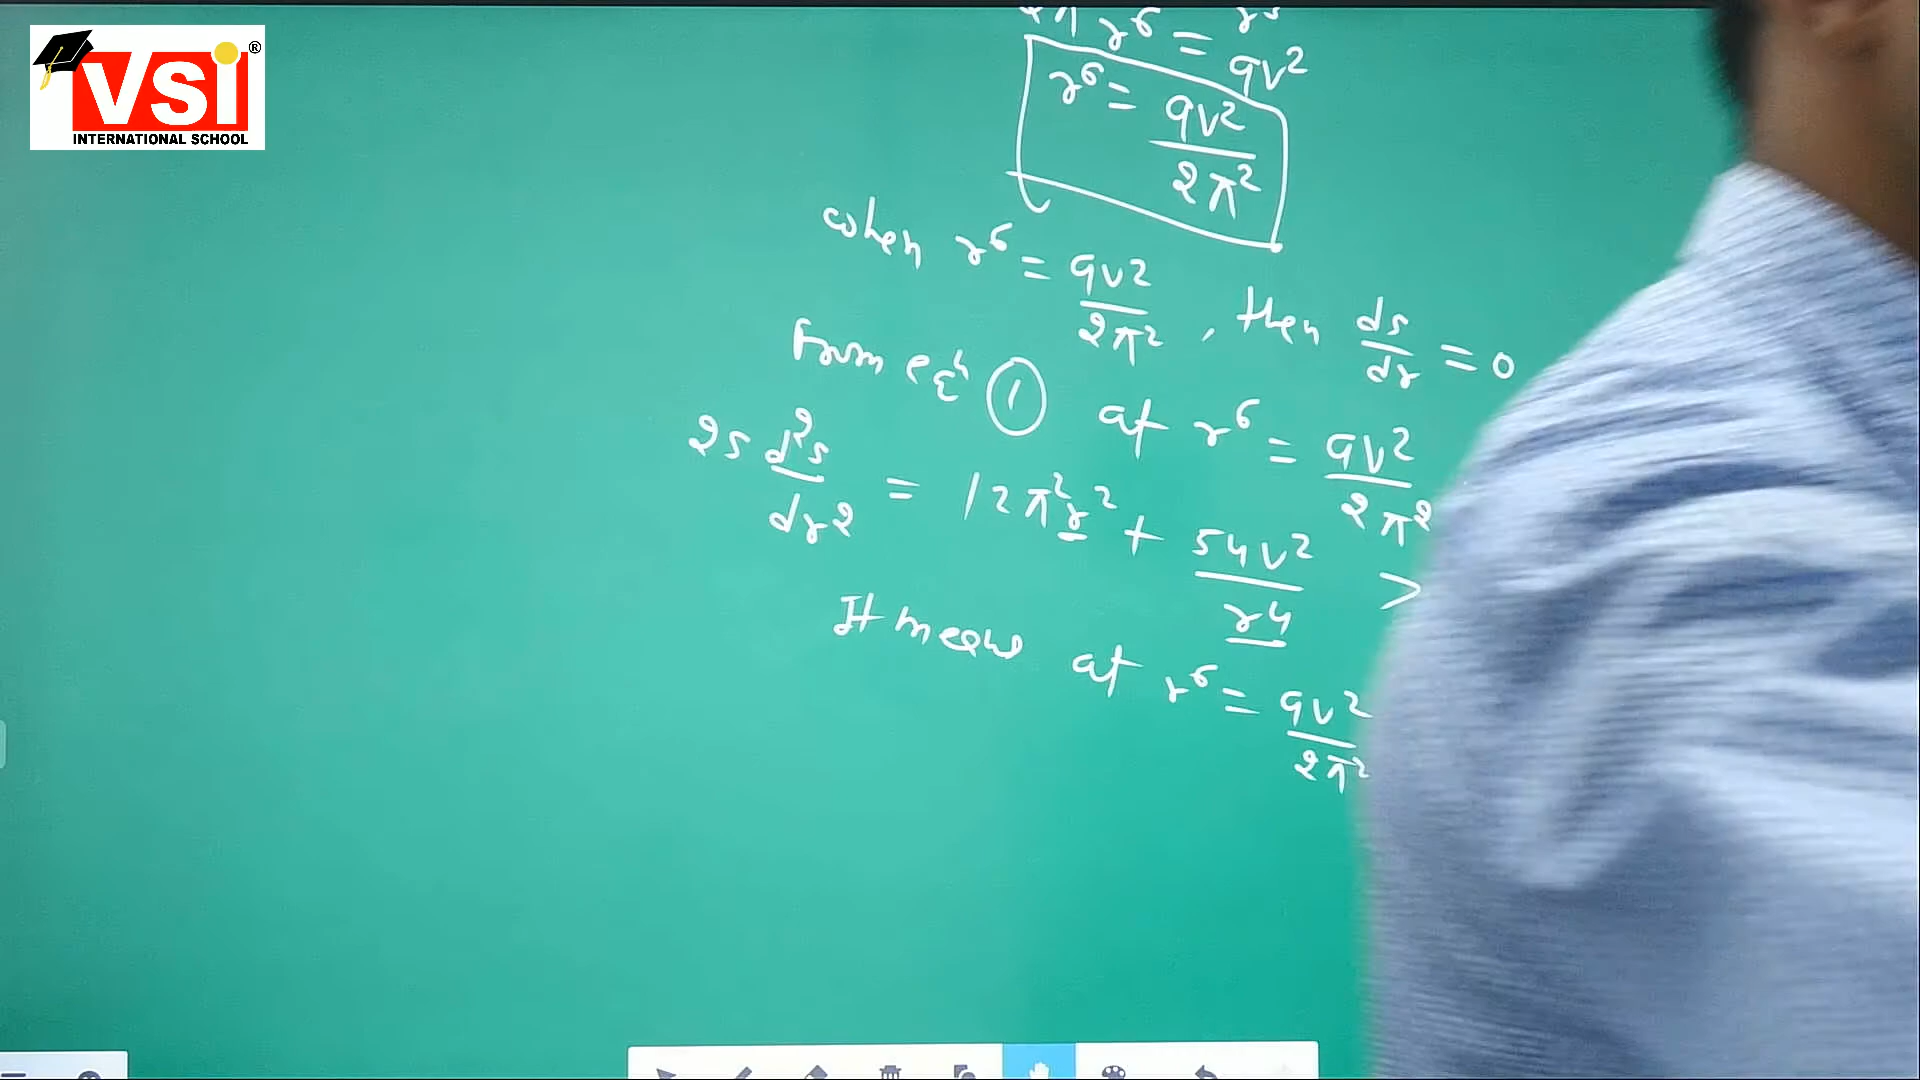 VSI®
INTERNATIONAL SCHOOL
r⁶ =
9v²
r⁶ = 9v²/2π²
when r⁶ = 9v²/2π², then ds/dr = 0
From eqⁿ ① at r⁶ = 9v²/2π²
2s d²s/dr² = 12π²r² + 54v²/r⁴ >
It means at r⁶ = 9v²/2π²